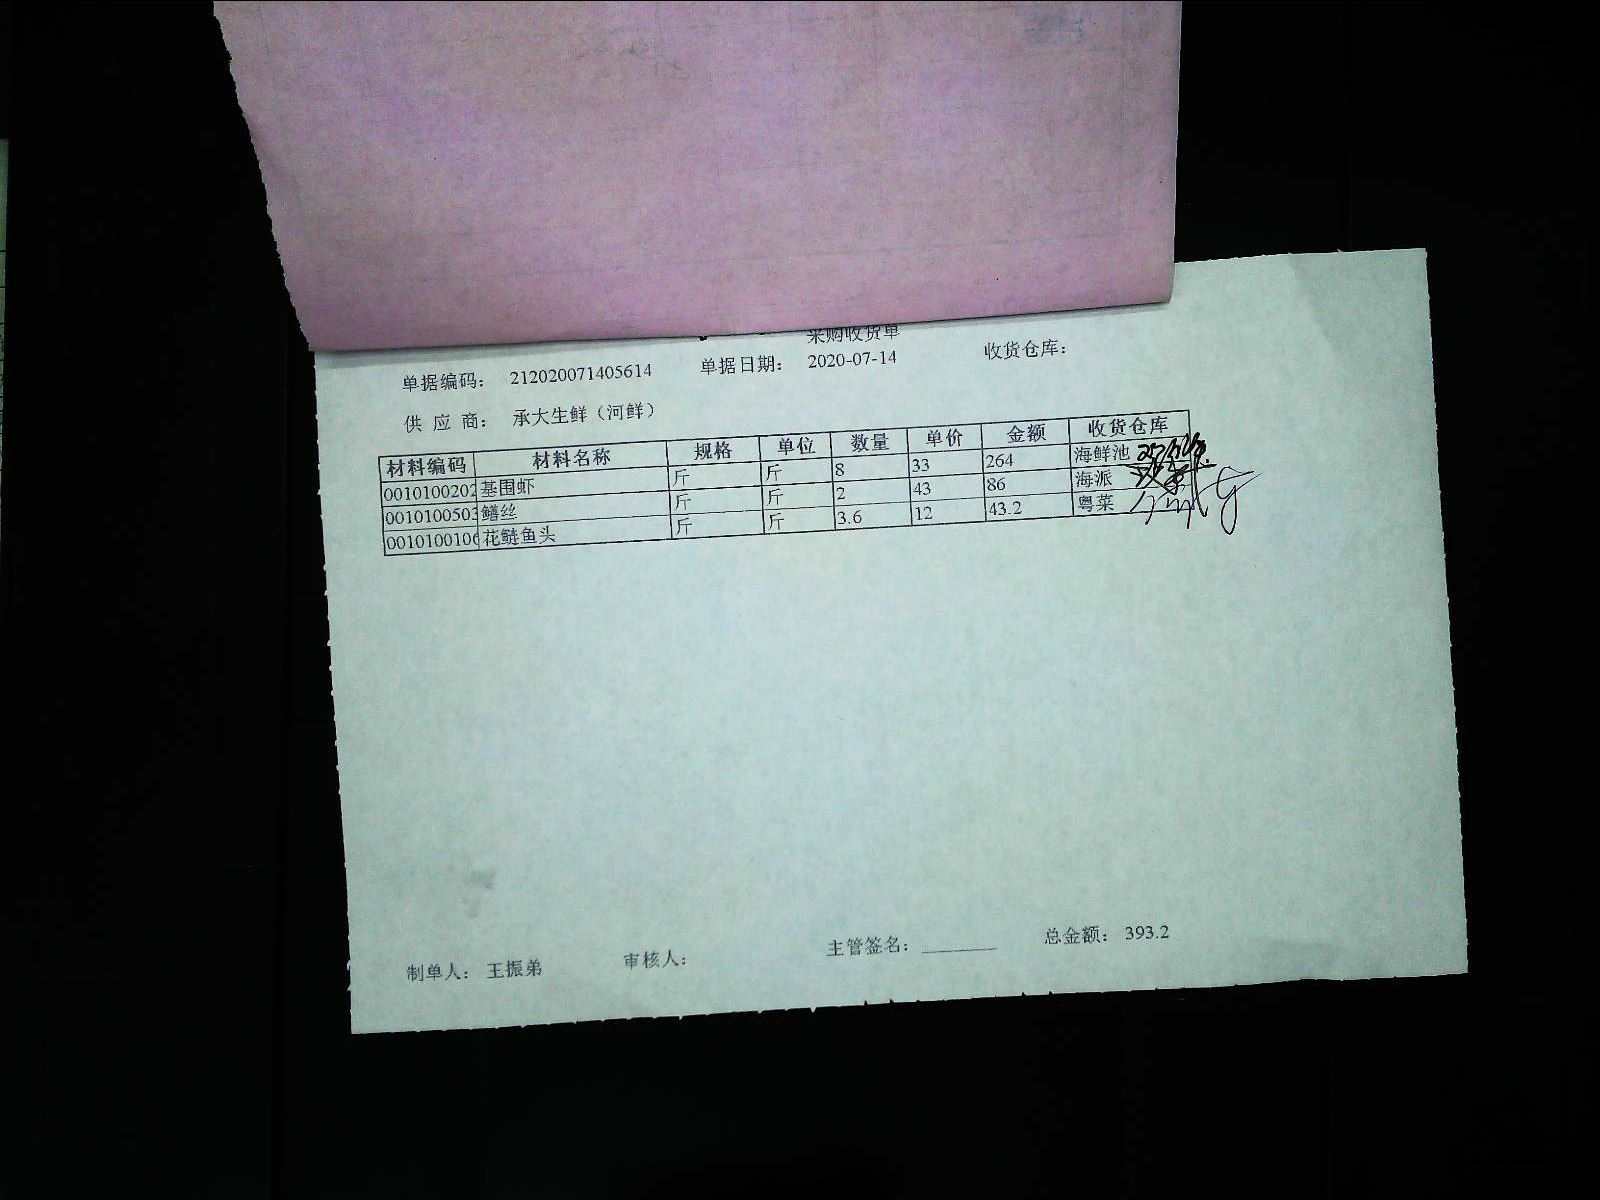 采购收货单
单据编码： 212020071405614 单据日期： 2020-07-14 收货仓库：
供 应 商： 承大生鲜（河鲜）
材料编码 材料名称 规格 单位 数量 单价 金额 收货仓库
0010100202 基围虾 斤 斤 8 33 264 海鲜池
0010100503 鳝丝 斤 斤 2 43 86 海派
001010010 花鲢鱼头 斤 斤 3.6 12 43.2 粤菜
制单人： 王振弟 审核人： 主管签名： ________ 总金额： 393.2